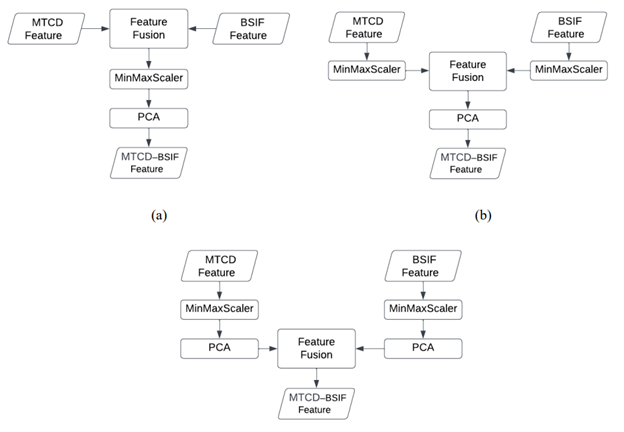 MTCD
Feature
Feature
Fusion
BSIF
Feature
MinMaxScaler
PCA
MTCD–BSIF
Feature
(a)
MTCD
Feature
BSIF
Feature
MinMaxScaler
Feature
Fusion
MinMaxScaler
PCA
MTCD–BSIF
Feature
(b)
MTCD
Feature
BSIF
Feature
MinMaxScaler
MinMaxScaler
PCA
Feature
Fusion
PCA
MTCD–BSIF
Feature